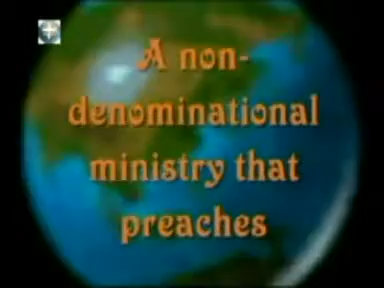 A non-
denominational
ministry that
preaches